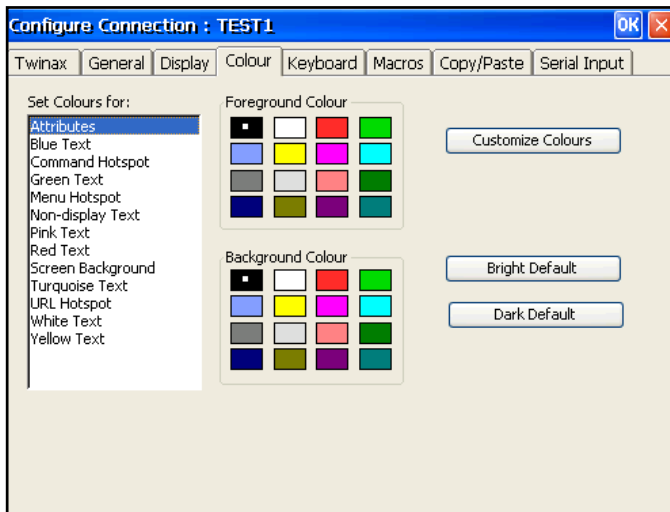 Configure Connection : TEST1
OK
Twinax General Display Colour Keyboard Macros Copy/Paste Serial Input
Set Colours for:
Attributes
Blue Text
Command Hotspot
Green Text
Menu Hotspot
Non-display Text
Pink Text
Red Text
Screen Background
Turquoise Text
URL Hotspot
White Text
Yellow Text
Foreground Colour
Background Colour
Customize Colours
Bright Default
Dark Default